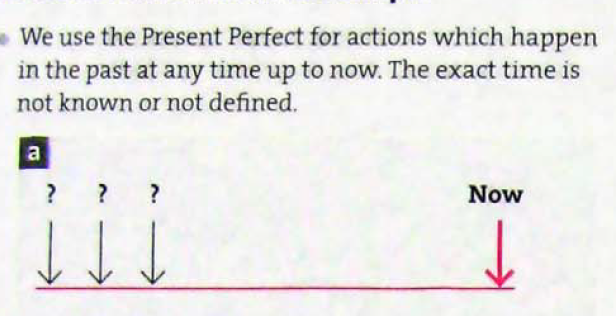 We use the Present Perfect for actions which happen
in the past at any time up to now. The exact time is
not known or not defined.
a
? ? ?
Now